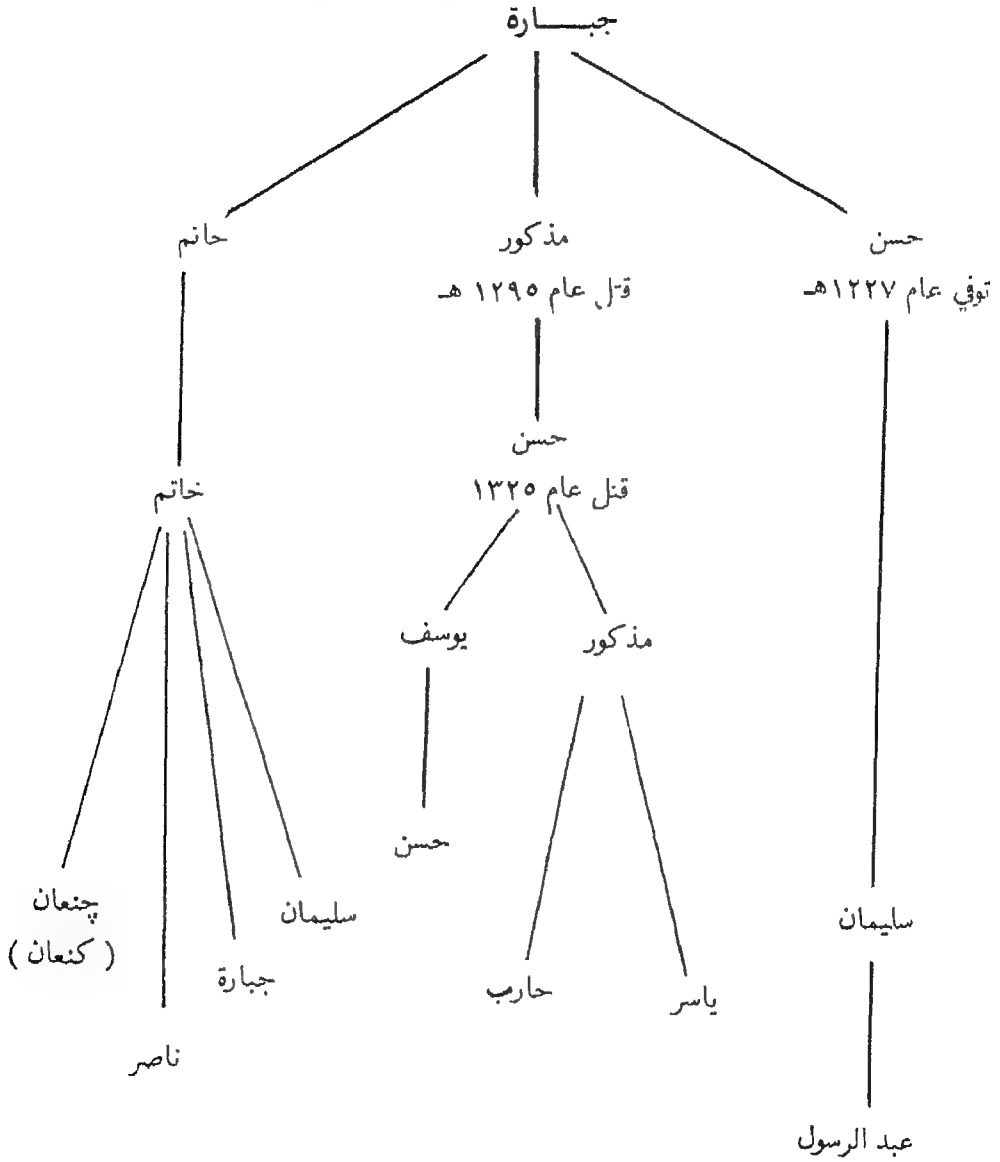 جبارة
حسن
مذكور
حاتم
توفي عام ١٢٢٧هـ
قتل عام ١٢٩٥ هـ
حسن
قتل عام ١٣٢٥
خاتم
مذكور
يوسف
حسن
سليمان
سليمان
چنعان
(كنعان)
جبارة
ياسر
حارب
ناصر
عبد الرسول